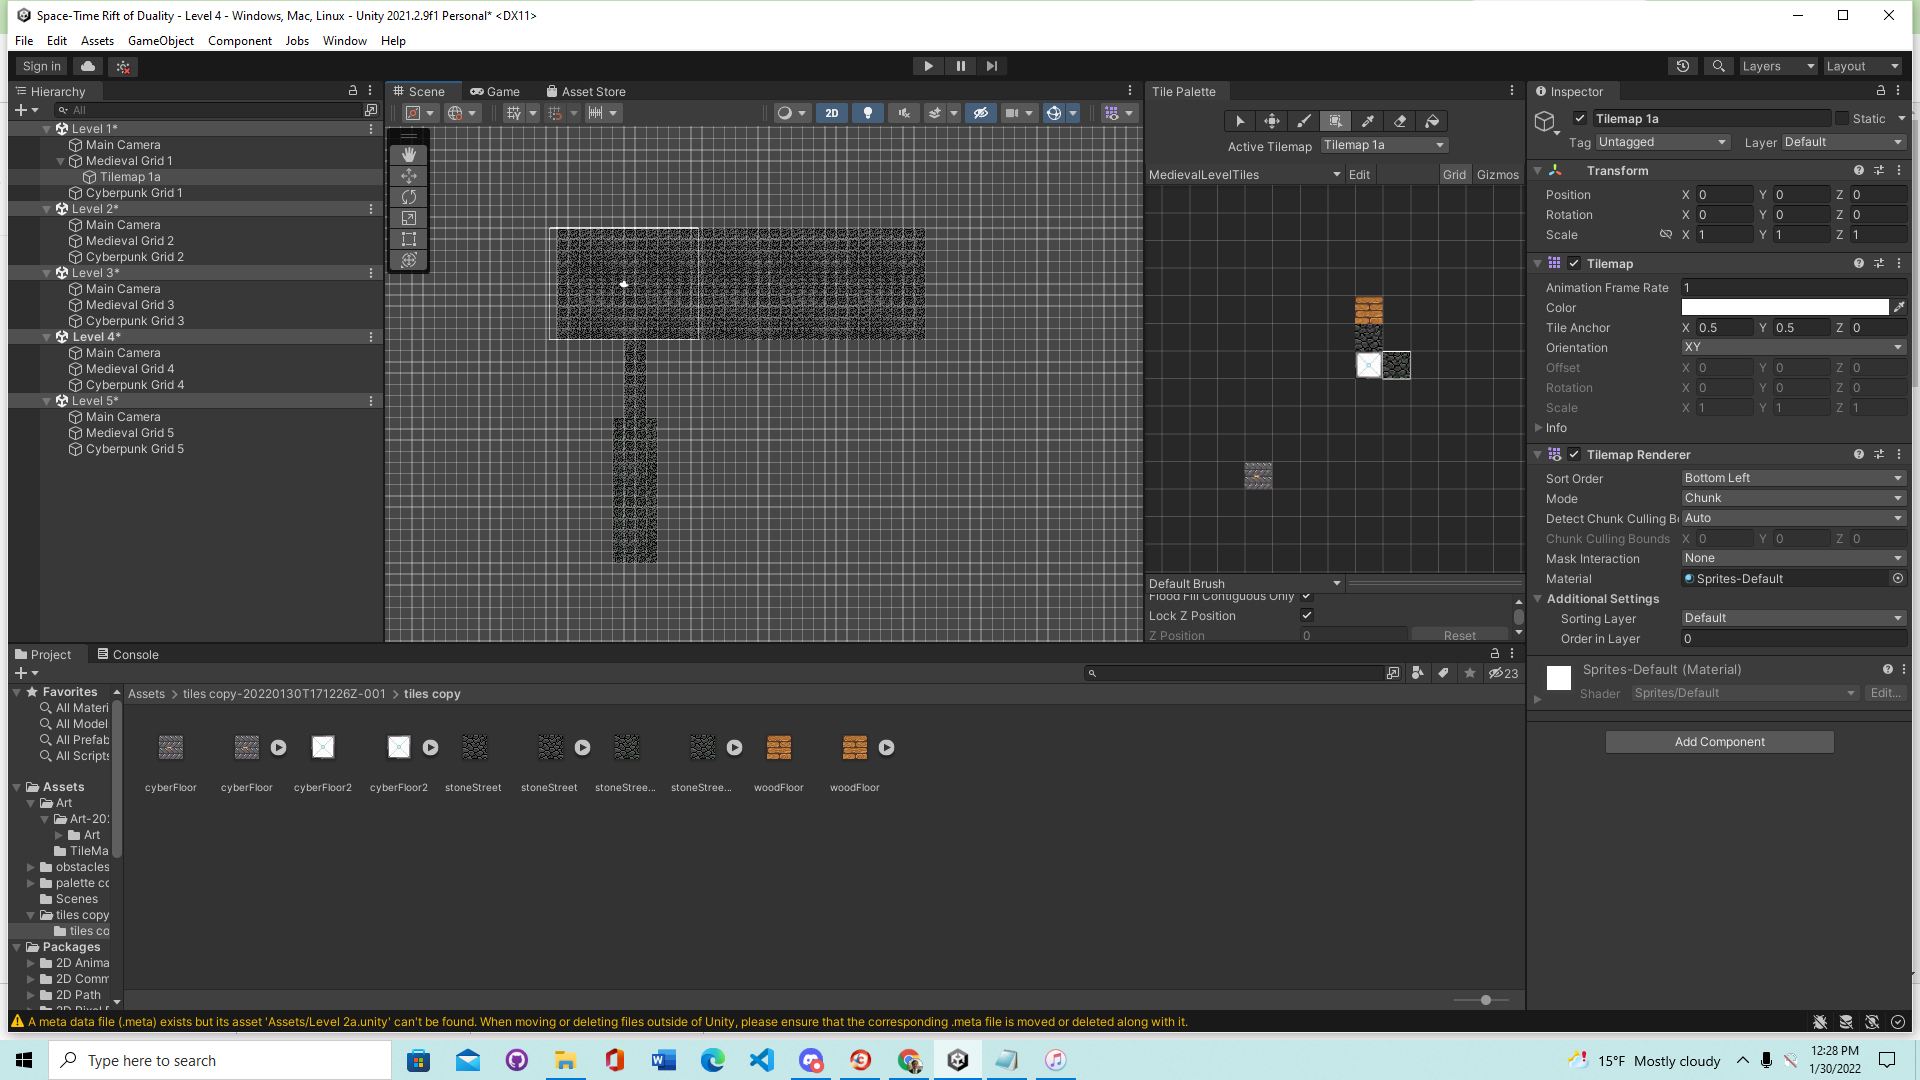 Space-Time Rift of Duality - Level 4 - Windows, Mac, Linux - Unity 2021.2.9f1 Personal* <DX11>
File Edit Assets GameObject Component Jobs Window Help
Sign in
Layers
Layout
Hierarchy
All
Level 1*
Main Camera
Medieval Grid 1
Tilemap 1a
Cyberpunk Grid 1
Level 2*
Main Camera
Medieval Grid 2
Cyberpunk Grid 2
Level 3*
Main Camera
Medieval Grid 3
Cyberpunk Grid 3
Level 4*
Main Camera
Medieval Grid 4
Cyberpunk Grid 4
Level 5*
Main Camera
Medieval Grid 5
Cyberpunk Grid 5
Scene Game Asset Store
2D
Tile Palette
Active Tilemap Tilemap 1a
MedievalLevelTiles Edit Grid Gizmos
Default Brush
Flood Fill Contiguous Only
Lock Z Position
Z Position 0 Reset
Inspector
Tilemap 1a Static
Tag Untagged Layer Default
Transform
Position X 0 Y 0 Z 0
Rotation X 0 Y 0 Z 0
Scale X 1 Y 1 Z 1
Tilemap
Animation Frame Rate 1
Color
Tile Anchor X 0.5 Y 0.5 Z 0
Orientation XY
Offset X 0 Y 0 Z 0
Rotation X 0 Y 0 Z 0
Scale X 1 Y 1 Z 1
Info
Tilemap Renderer
Sort Order Bottom Left
Mode Chunk
Detect Chunk Culling B Auto
Chunk Culling Bounds X 0 Y 0 Z 0
Mask Interaction None
Material Sprites-Default
Additional Settings
Sorting Layer Default
Order in Layer 0
Sprites-Default (Material)
Shader Sprites/Default Edit...
Add Component
Project Console
23
Favorites
All Materi
All Model
All Prefab
All Scripts
Assets
Art
Art-202
Art
TileMa
obstacles
palette co
Scenes
tiles copy
tiles co
Packages
2D Anima
2D Comm
2D Path
2D Pixel P
Assets > tiles copy-20220130T171226Z-001 > tiles copy
cyberFloor cyberFloor cyberFloor2 cyberFloor2 stoneStreet stoneStreet stoneStree... stoneStree... woodFloor woodFloor
A meta data file (.meta) exists but its asset 'Assets/Level 2a.unity' can't be found. When moving or deleting files outside of Unity, please ensure that the corresponding .meta file is moved or deleted along with it.
Type here to search
15°F Mostly cloudy
12:28 PM
1/30/2022